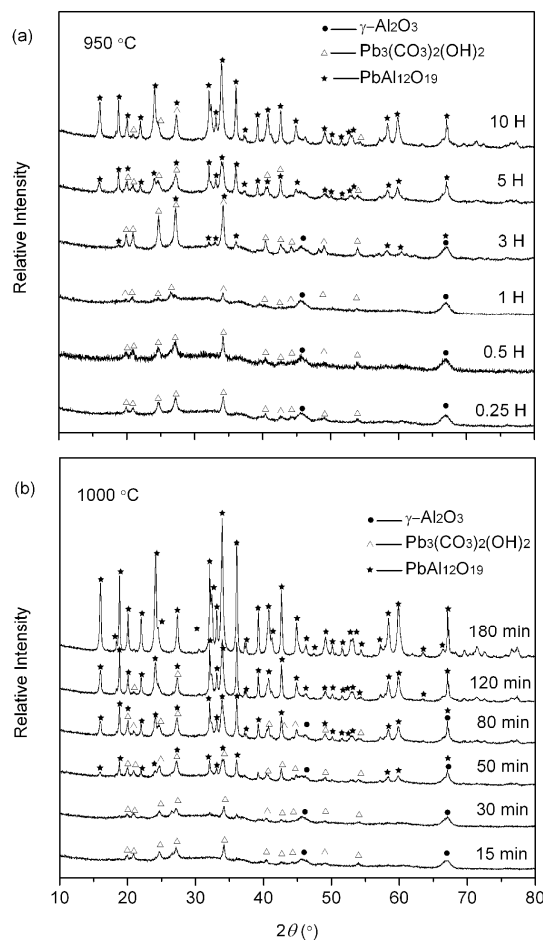 (a)
950 °C
● — γ–Al2O3
△ — Pb3(CO3)2(OH)2
★ — PbAl12O19
10 H
5 H
3 H
1 H
0.5 H
0.25 H
Relative Intensity
(b)
1000 °C
● — γ–Al2O3
△ — Pb3(CO3)2(OH)2
★ — PbAl12O19
180 min
120 min
80 min
50 min
30 min
15 min
Relative Intensity
10 20 30 40 50 60 70 80
2θ (°)